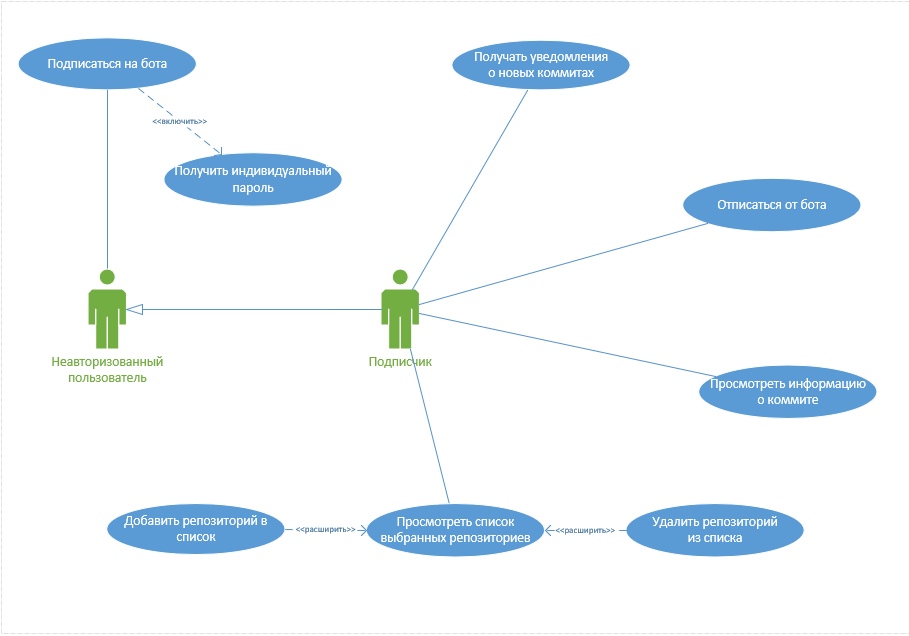 Подписаться на бота
Получать уведомления
о новых коммитах
<<включить>>
Получить индивидуальный
пароль
Отписаться от бота
Неавторизованный
пользователь
Подписчик
Просмотреть информацию
о коммите
Добавить репозиторий в
список
<<расширить>>
Просмотреть список
выбранных репозиториев
<<расширить>>
Удалить репозиторий
из списка